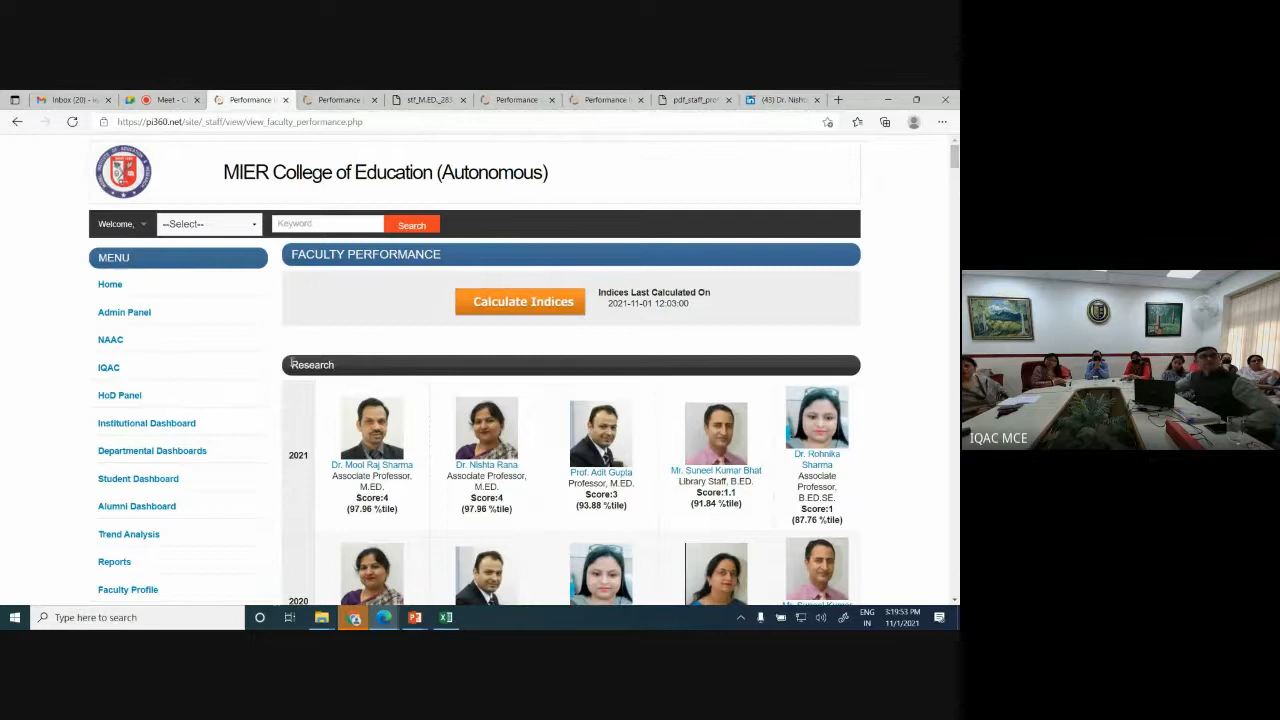 Inbox (20) -
Meet - C
Performance
Performance
stf_M.ED._283
Performance
Performance
pdf_staff_prof
(43) Dr. Nisht
https://pi360.net/site/_staff/view/view_faculty_performance.php
MIER College of Education (Autonomous)
Welcome,
--Select--
Keyword
Search
MENU
Home
Admin Panel
NAAC
IQAC
HoD Panel
Institutional Dashboard
Departmental Dashboards
Student Dashboard
Alumni Dashboard
Trend Analysis
Reports
Faculty Profile
FACULTY PERFORMANCE
Calculate Indices
Indices Last Calculated On
2021-11-01 12:03:00
Research
2021
Dr. Mool Raj Sharma
Associate Professor,
M.ED.
Score:4
(97.96 %tile)
Dr. Nishta Rana
Associate Professor,
M.ED.
Score:4
(97.96 %tile)
Prof. Adit Gupta
Professor, M.ED.
Score:3
(93.88 %tile)
Mr. Suneel Kumar Bhat
Library Staff, B.ED.
Score:1.1
(91.84 %tile)
Dr. Rohnika
Sharma
Associate
Professor,
B.ED.SE.
Score:1
(87.76 %tile)
2020
Mr. Suneel Kumar
IQAC MCE
Type here to search
ENG
IN
3:19:53 PM
11/1/2021